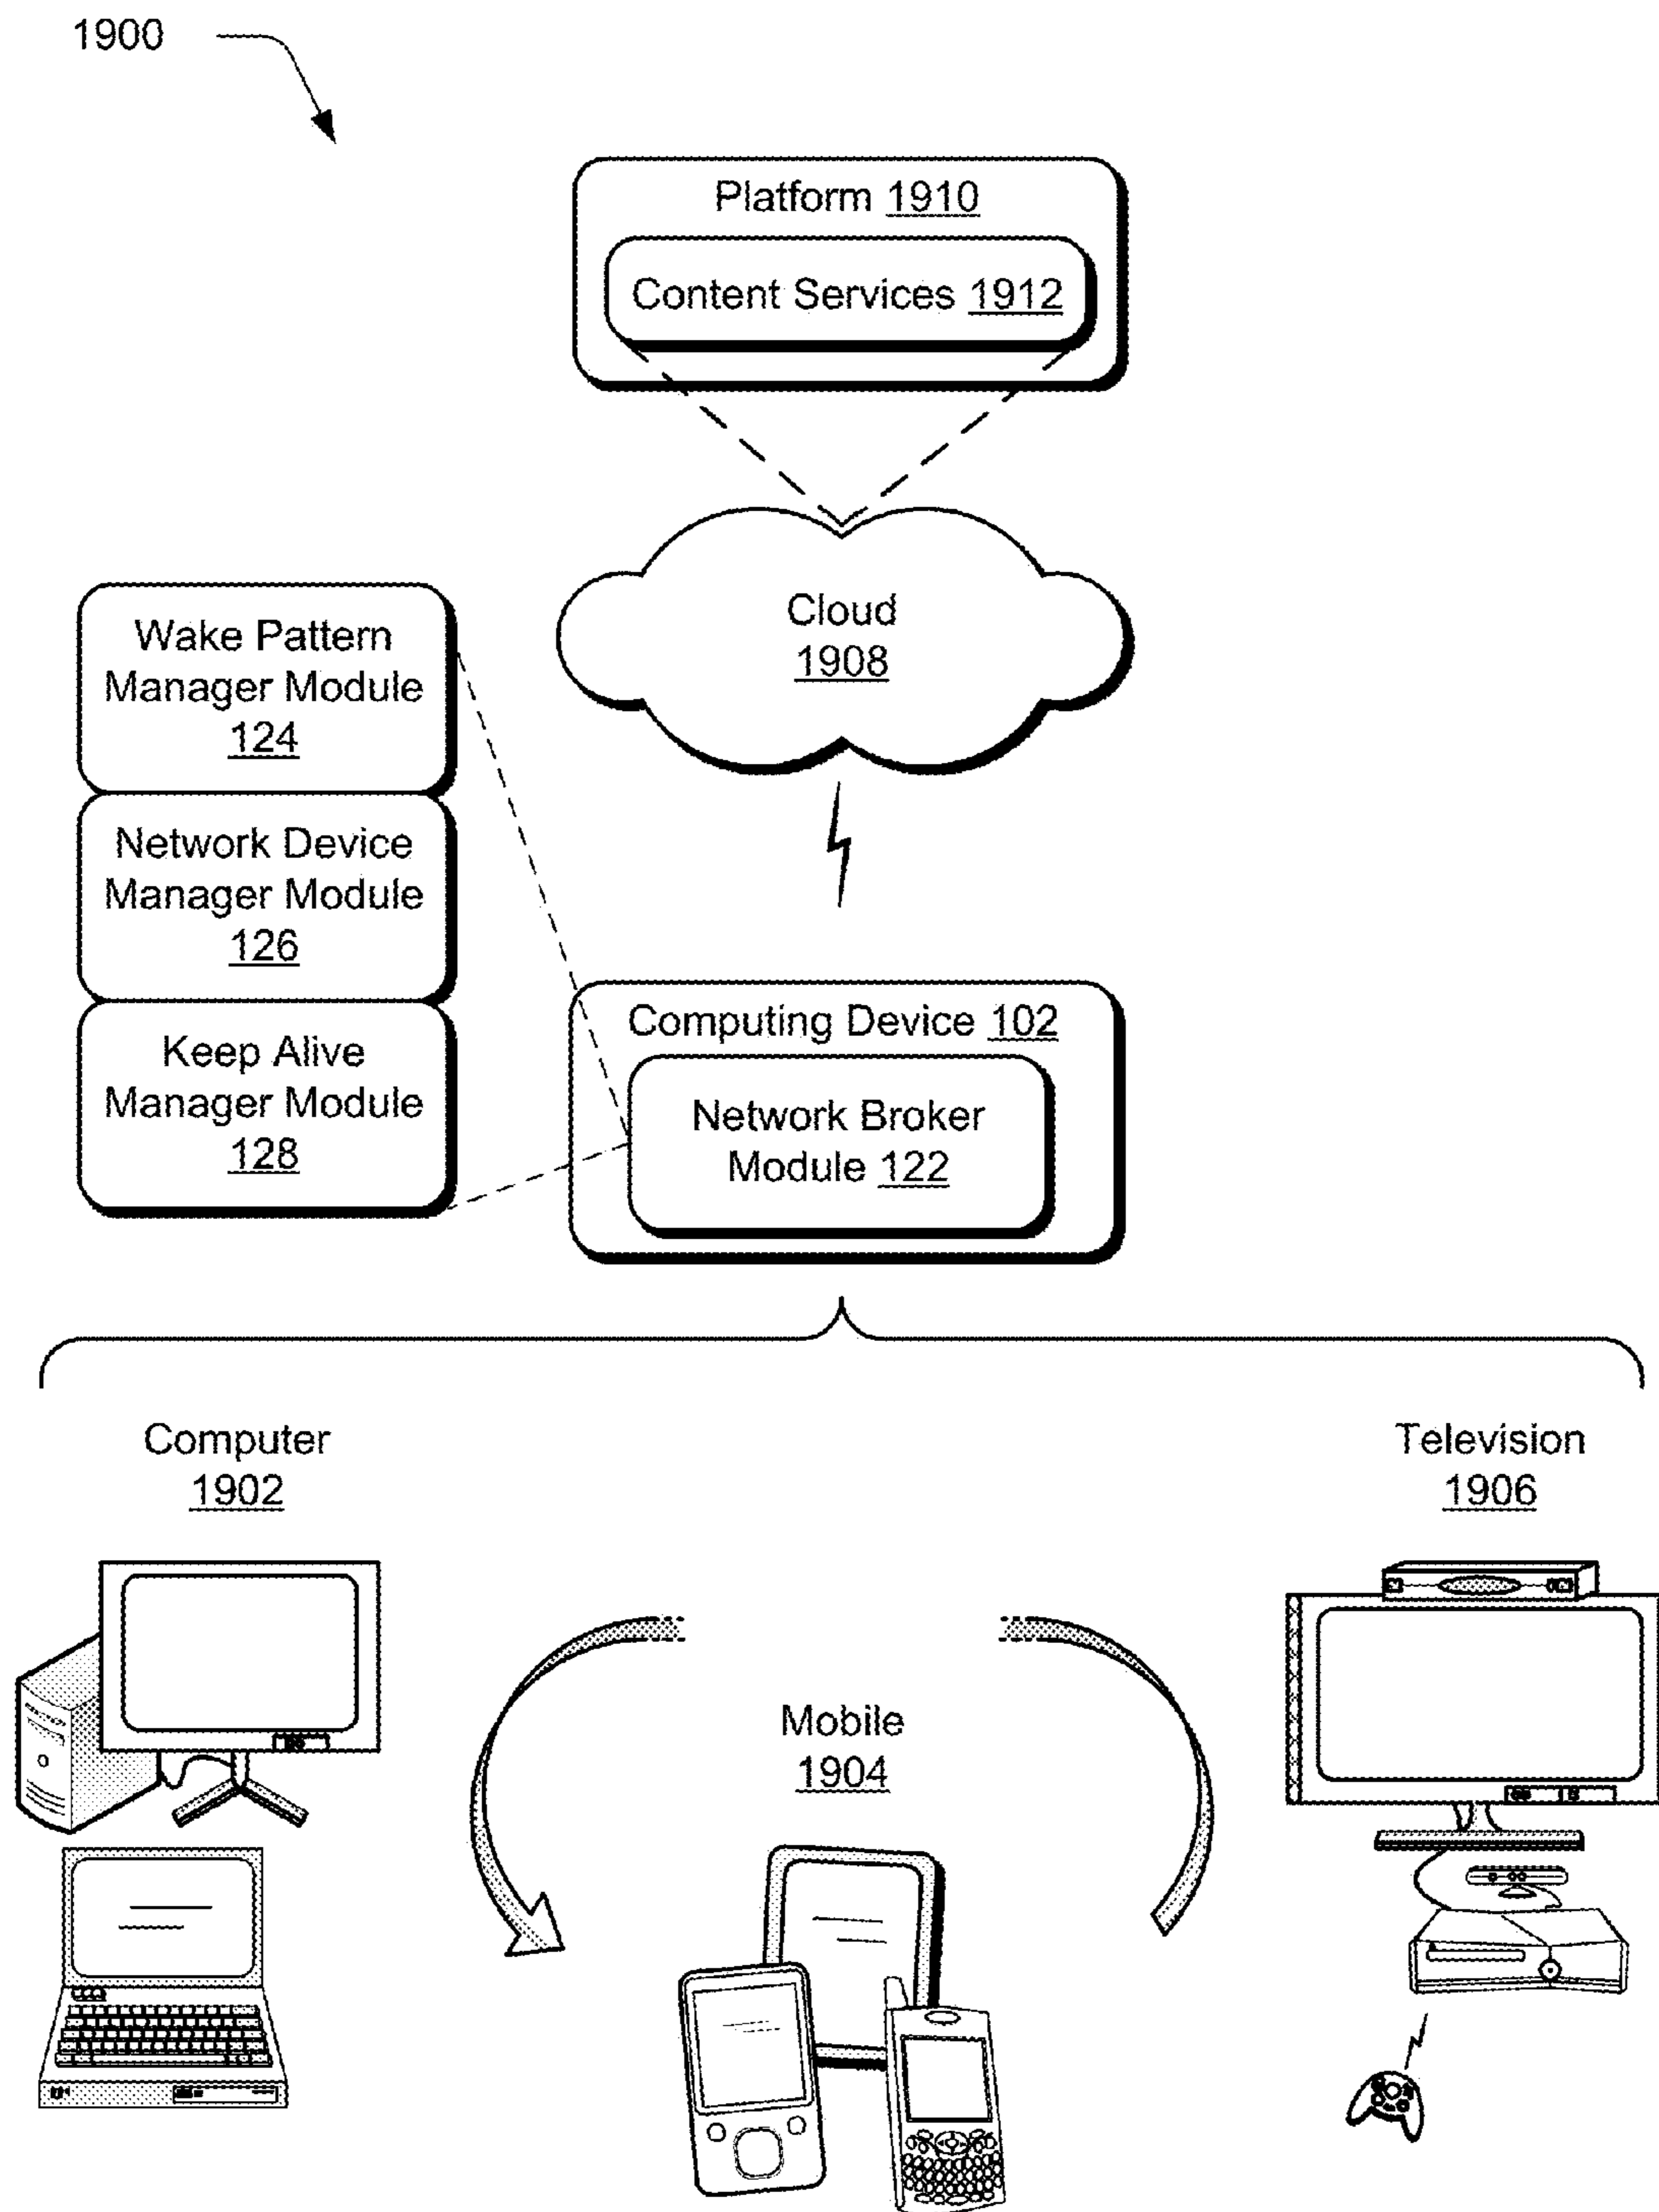 1900
Platform 1910
Content Services 1912
Cloud
1908
Wake Pattern
Manager Module
124
Network Device
Manager Module
126
Keep Alive
Manager Module
128
Computing Device 102
Network Broker
Module 122
Computer
1902
Television
1906
Mobile
1904